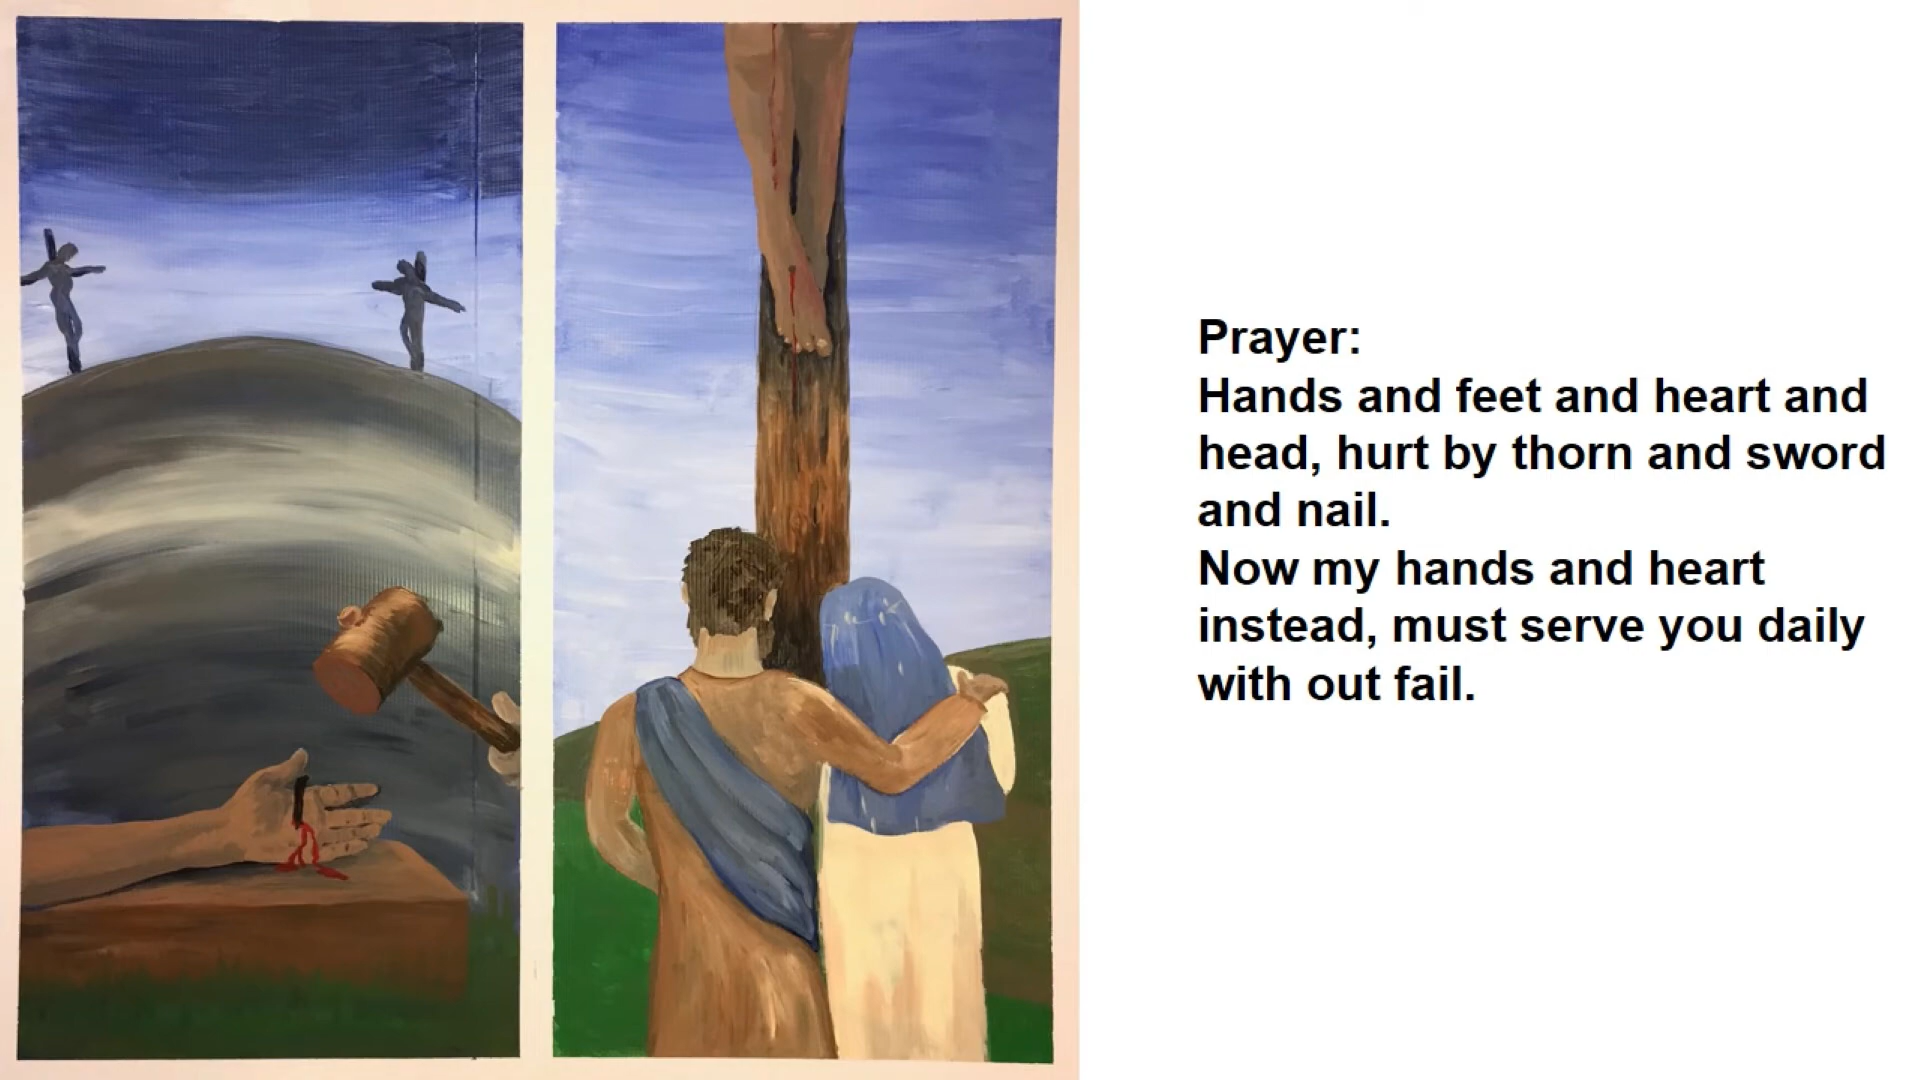 Prayer:
Hands and feet and heart and
head, hurt by thorn and sword
and nail.
Now my hands and heart
instead, must serve you daily
with out fail.